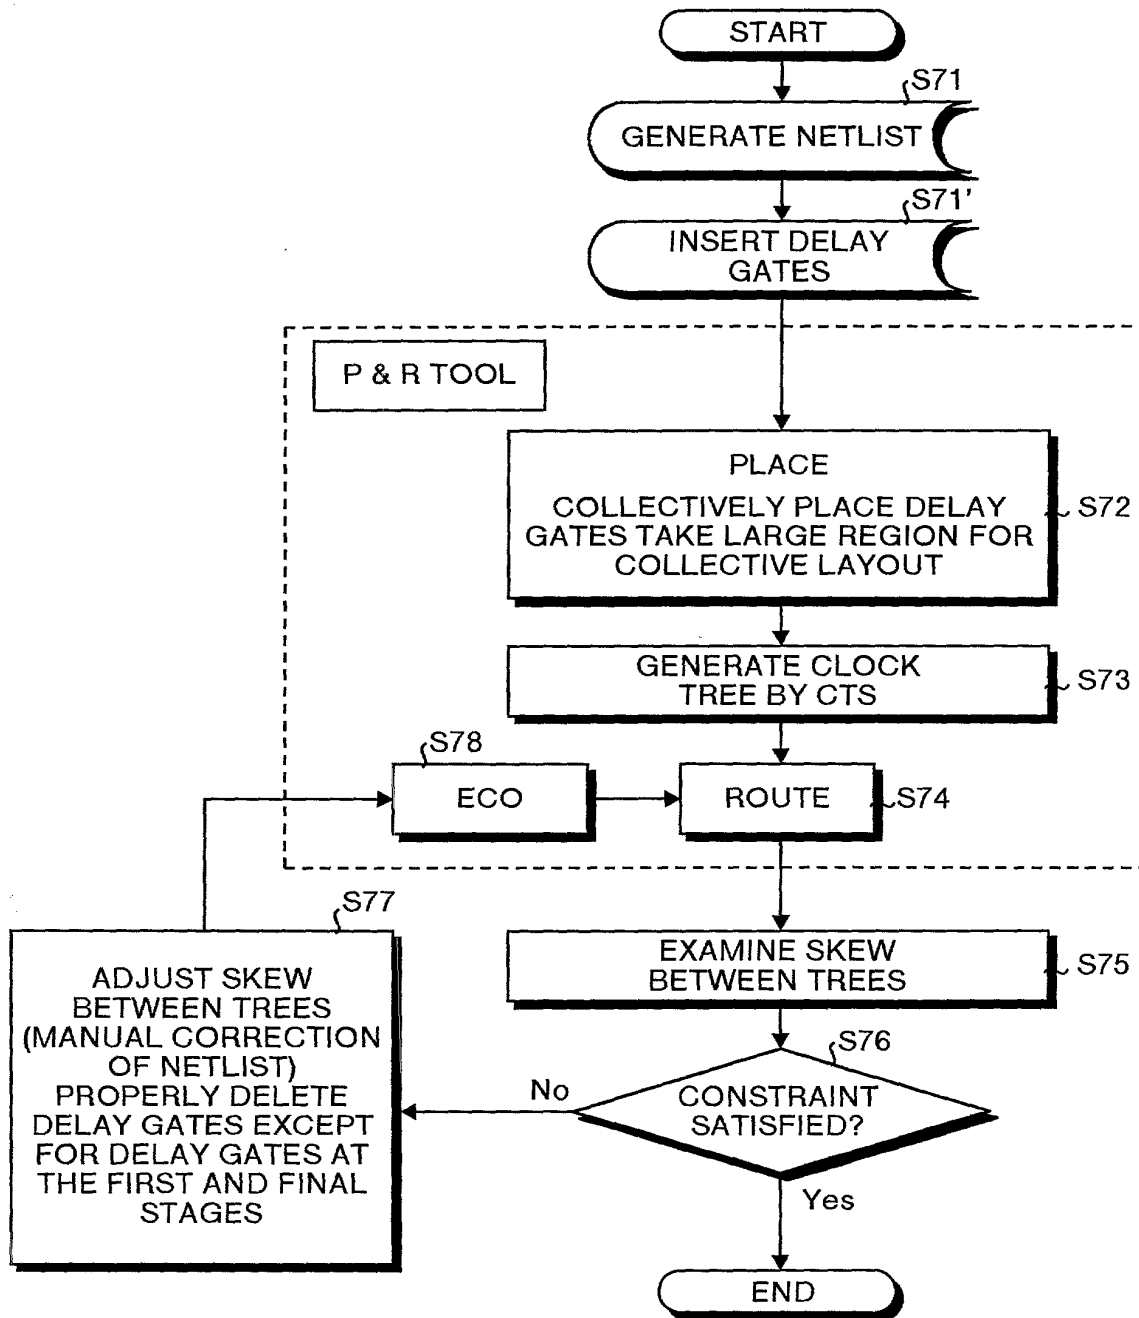 START
S71
GENERATE NETLIST
S71'
INSERT DELAY
GATES
P & R TOOL
PLACE
COLLECTIVELY PLACE DELAY
GATES TAKE LARGE REGION FOR
COLLECTIVE LAYOUT
S72
GENERATE CLOCK
TREE BY CTS
S73
S78
ECO
ROUTE
S74
S77
ADJUST SKEW
BETWEEN TREES
(MANUAL CORRECTION
OF NETLIST)
PROPERLY DELETE
DELAY GATES EXCEPT
FOR DELAY GATES AT
THE FIRST AND FINAL
STAGES
EXAMINE SKEW
BETWEEN TREES
S75
S76
CONSTRAINT
SATISFIED?
No
Yes
END